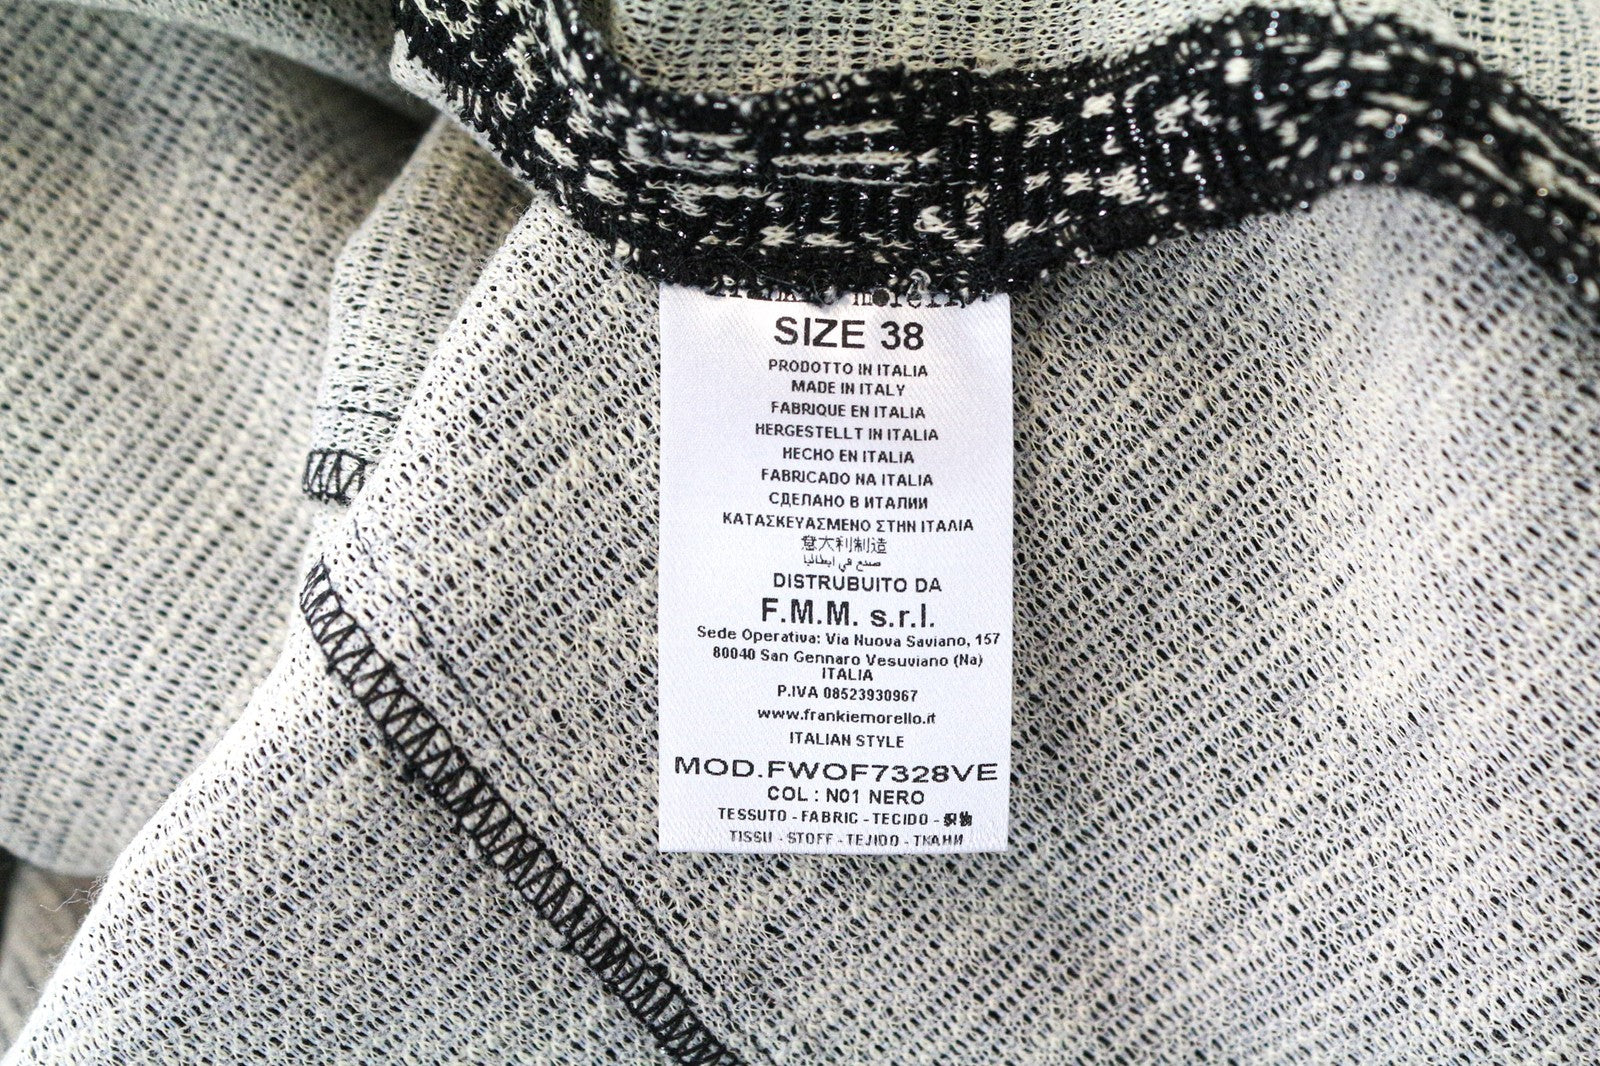 frankie morello
SIZE 38
PRODOTTO IN ITALIA
MADE IN ITALY
FABRIQUE EN ITALIA
HERGESTELLT IN ITALIA
HECHO EN ITALIA
FABRICADO NA ITALIA
СДЕЛАНО В ИТАЛИИ
ΚΑΤΑΣΚΕΥΑΣΜΕΝΟ ΣΤΗΝ ΙΤΑΛΙΑ
意大利制造
صنع في ايطاليا
DISTRUBUITO DA
F.M.M. s.r.l.
Sede Operativa: Via Nuova Saviano, 157
80040 San Gennaro Vesuviano (Na)
ITALIA
P.IVA 08523930967
www.frankiemorello.it
ITALIAN STYLE
MOD.FWOF7328VE
COL : N01 NERO
TESSUTO - FABRIC - TECIDO - 织物
TISSU - STOFF - TEJIDO - ТКАНИ